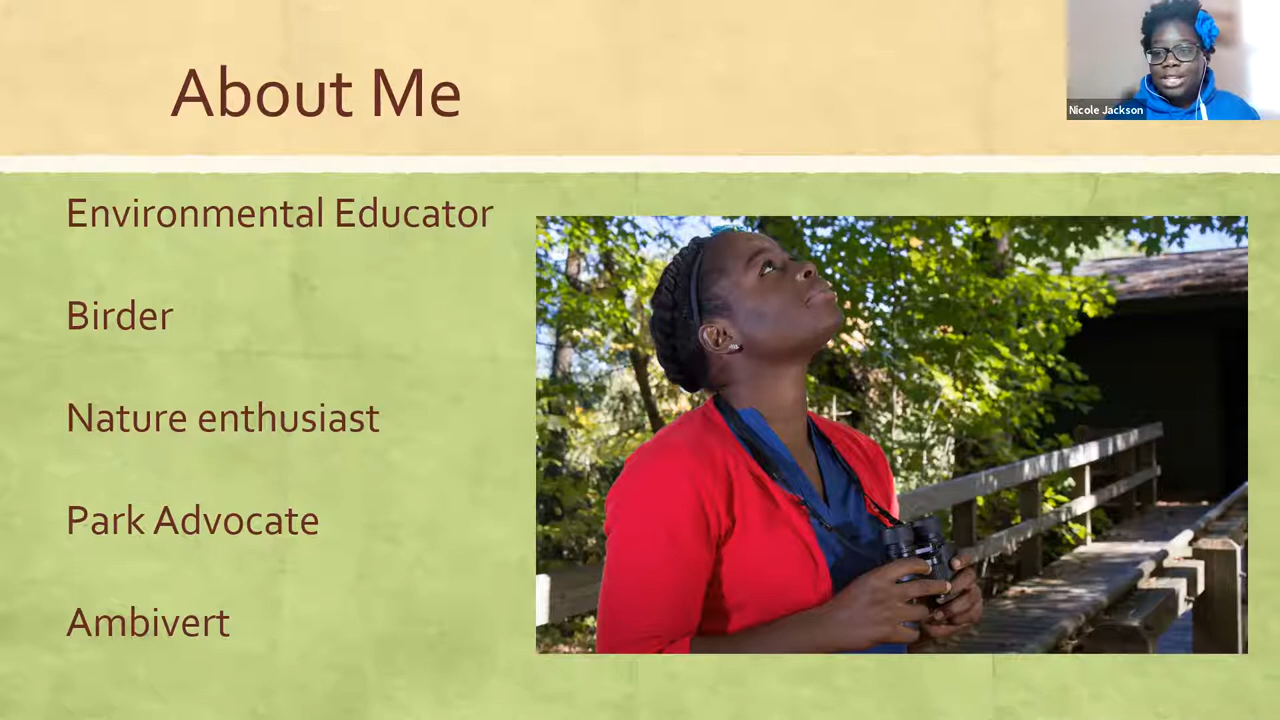 About Me
Nicole Jackson
Environmental Educator
Birder
Nature enthusiast
Park Advocate
Ambivert